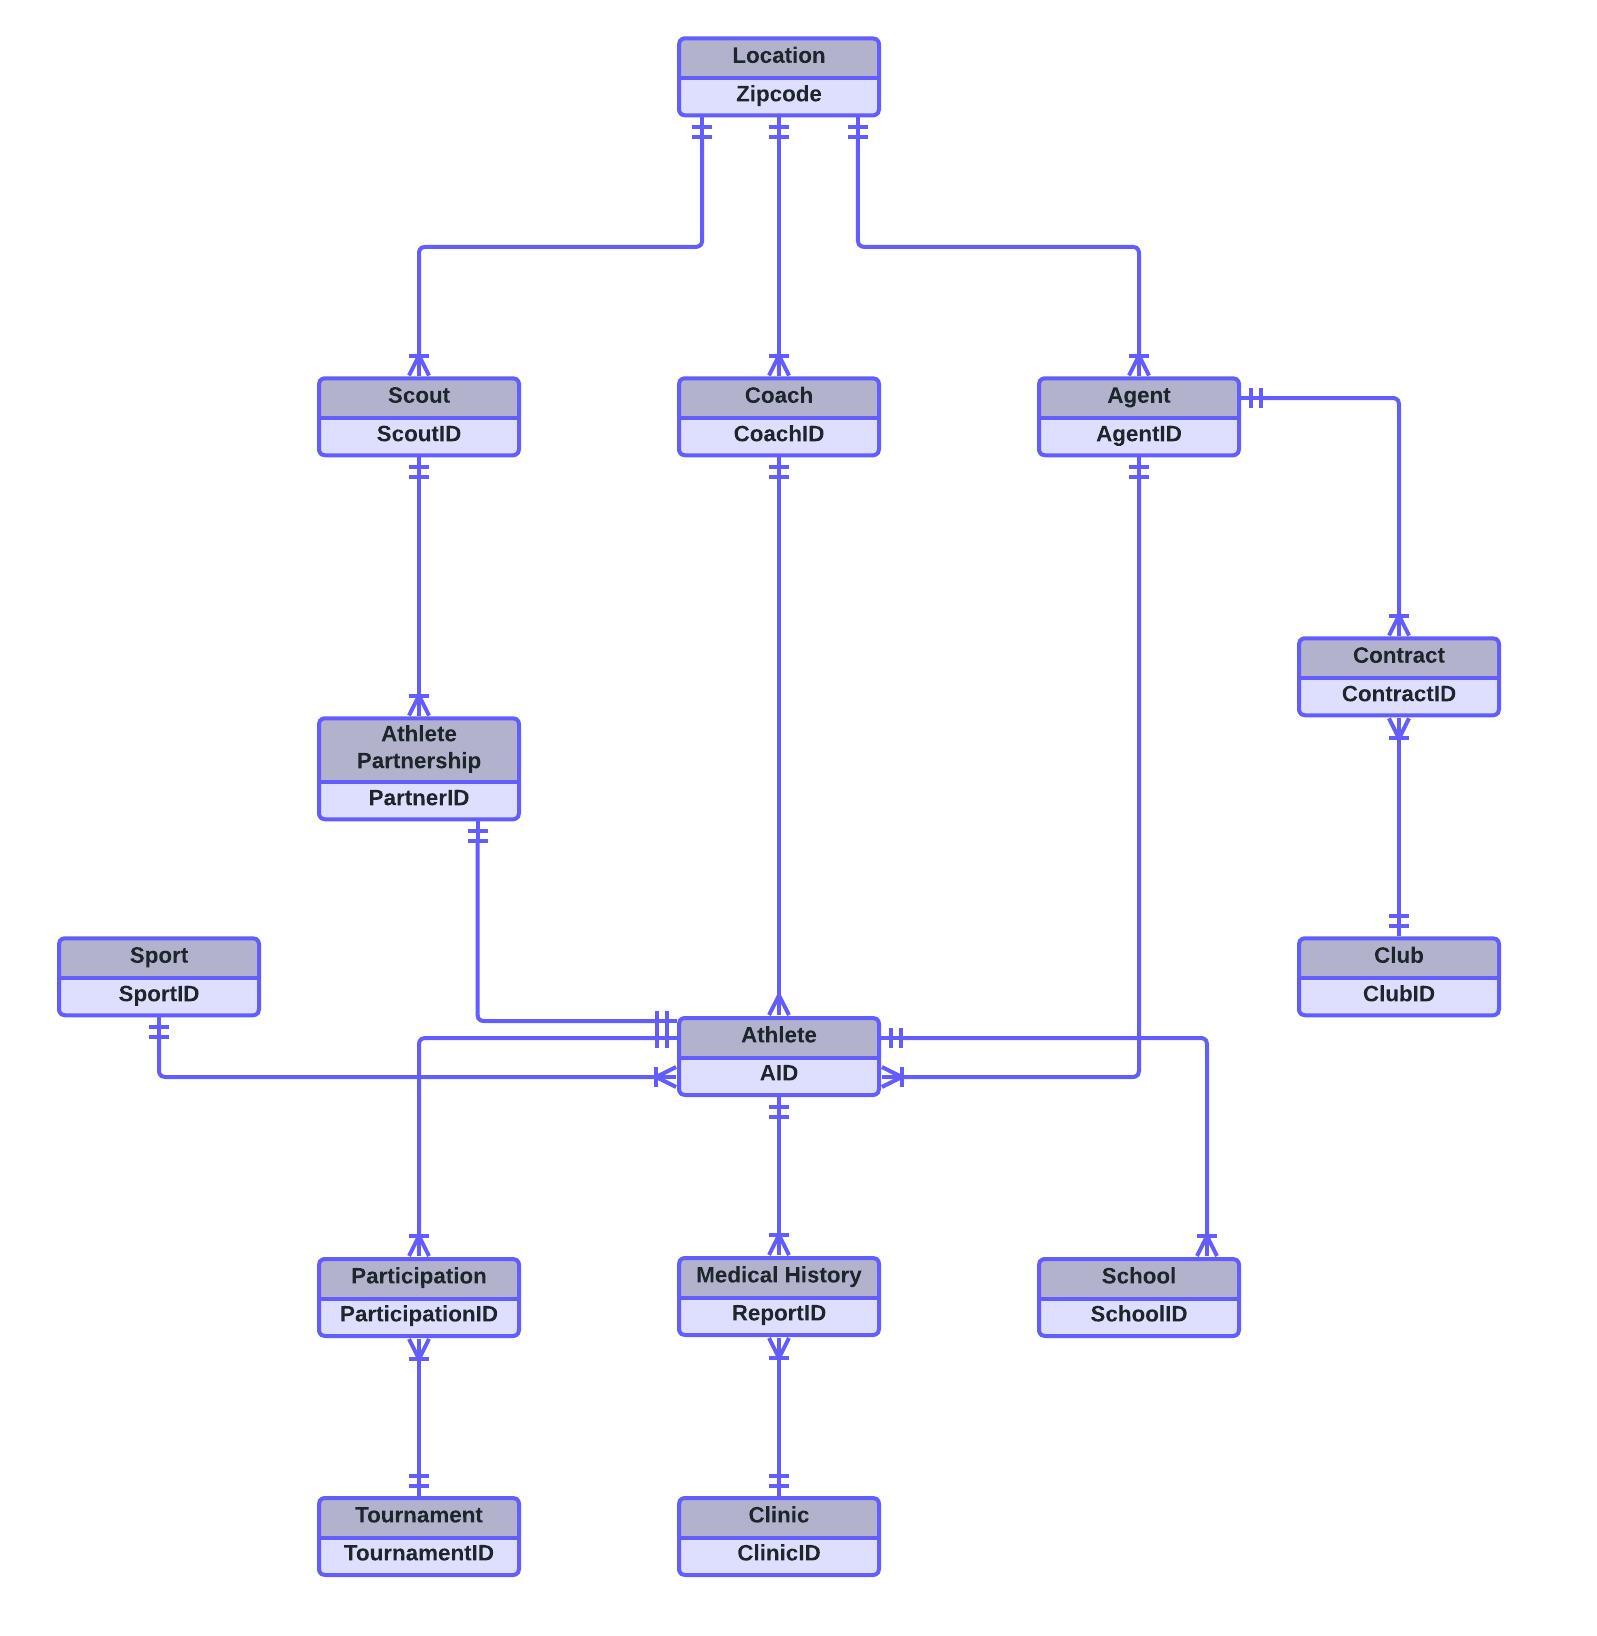 Location
Zipcode
Scout
ScoutID
Coach
CoachID
Agent
AgentID
Contract
ContractID
Athlete
Partnership
PartnerID
Sport
SportID
Club
ClubID
Athlete
AID
Participation
ParticipationID
Medical History
ReportID
School
SchoolID
Tournament
TournamentID
Clinic
ClinicID